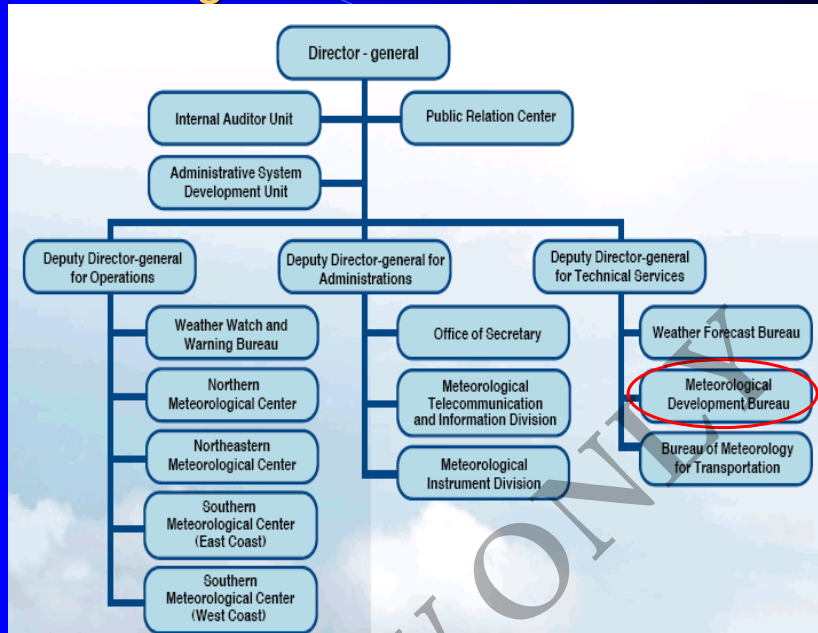 Director - general
Internal Auditor Unit
Public Relation Center
Administrative System
Development Unit
Deputy Director-general
for Operations
Deputy Director-general for
Administrations
Deputy Director-general
for Technical Services
Weather Watch and
Warning Bureau
Northern
Meteorological Center
Northeastern
Meteorological Center
Southern
Meteorological Center
(East Coast)
Southern
Meteorological Center
(West Coast)
Office of Secretary
Meteorological
Telecommunication
and Information Division
Meteorological
Instrument Division
Weather Forecast Bureau
Meteorological
Development Bureau
Bureau of Meteorology
for Transportation
ONLY